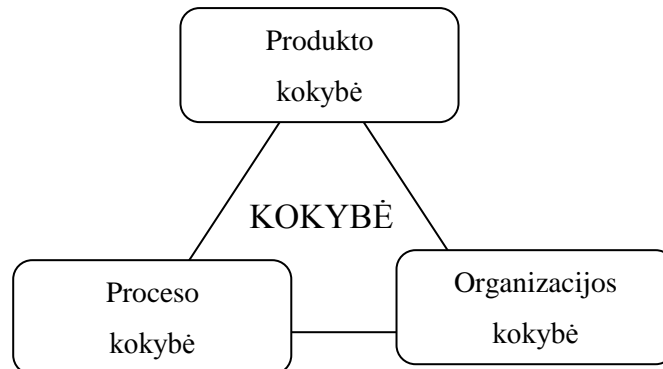 Produkto
kokybė
KOKYBĖ
Proceso
kokybė
Organizacijos
kokybė